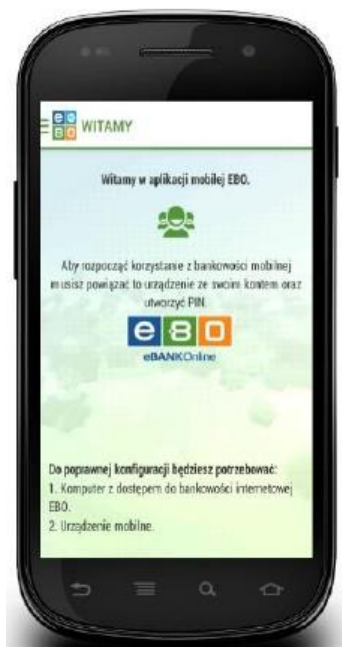 e B O WITAMY
Witamy w aplikacji mobilej EBO.
Aby rozpocząć korzystanie z bankowości mobilnej
musisz powiązać to urządzenie ze swoim kontem oraz
utworzyć PIN.
e B O
eBANKOnline
Do poprawnej konfiguracji będziesz potrzebować:
1. Komputer z dostępem do bankowości internetowej
EBO.
2. Urządzenie mobilne.